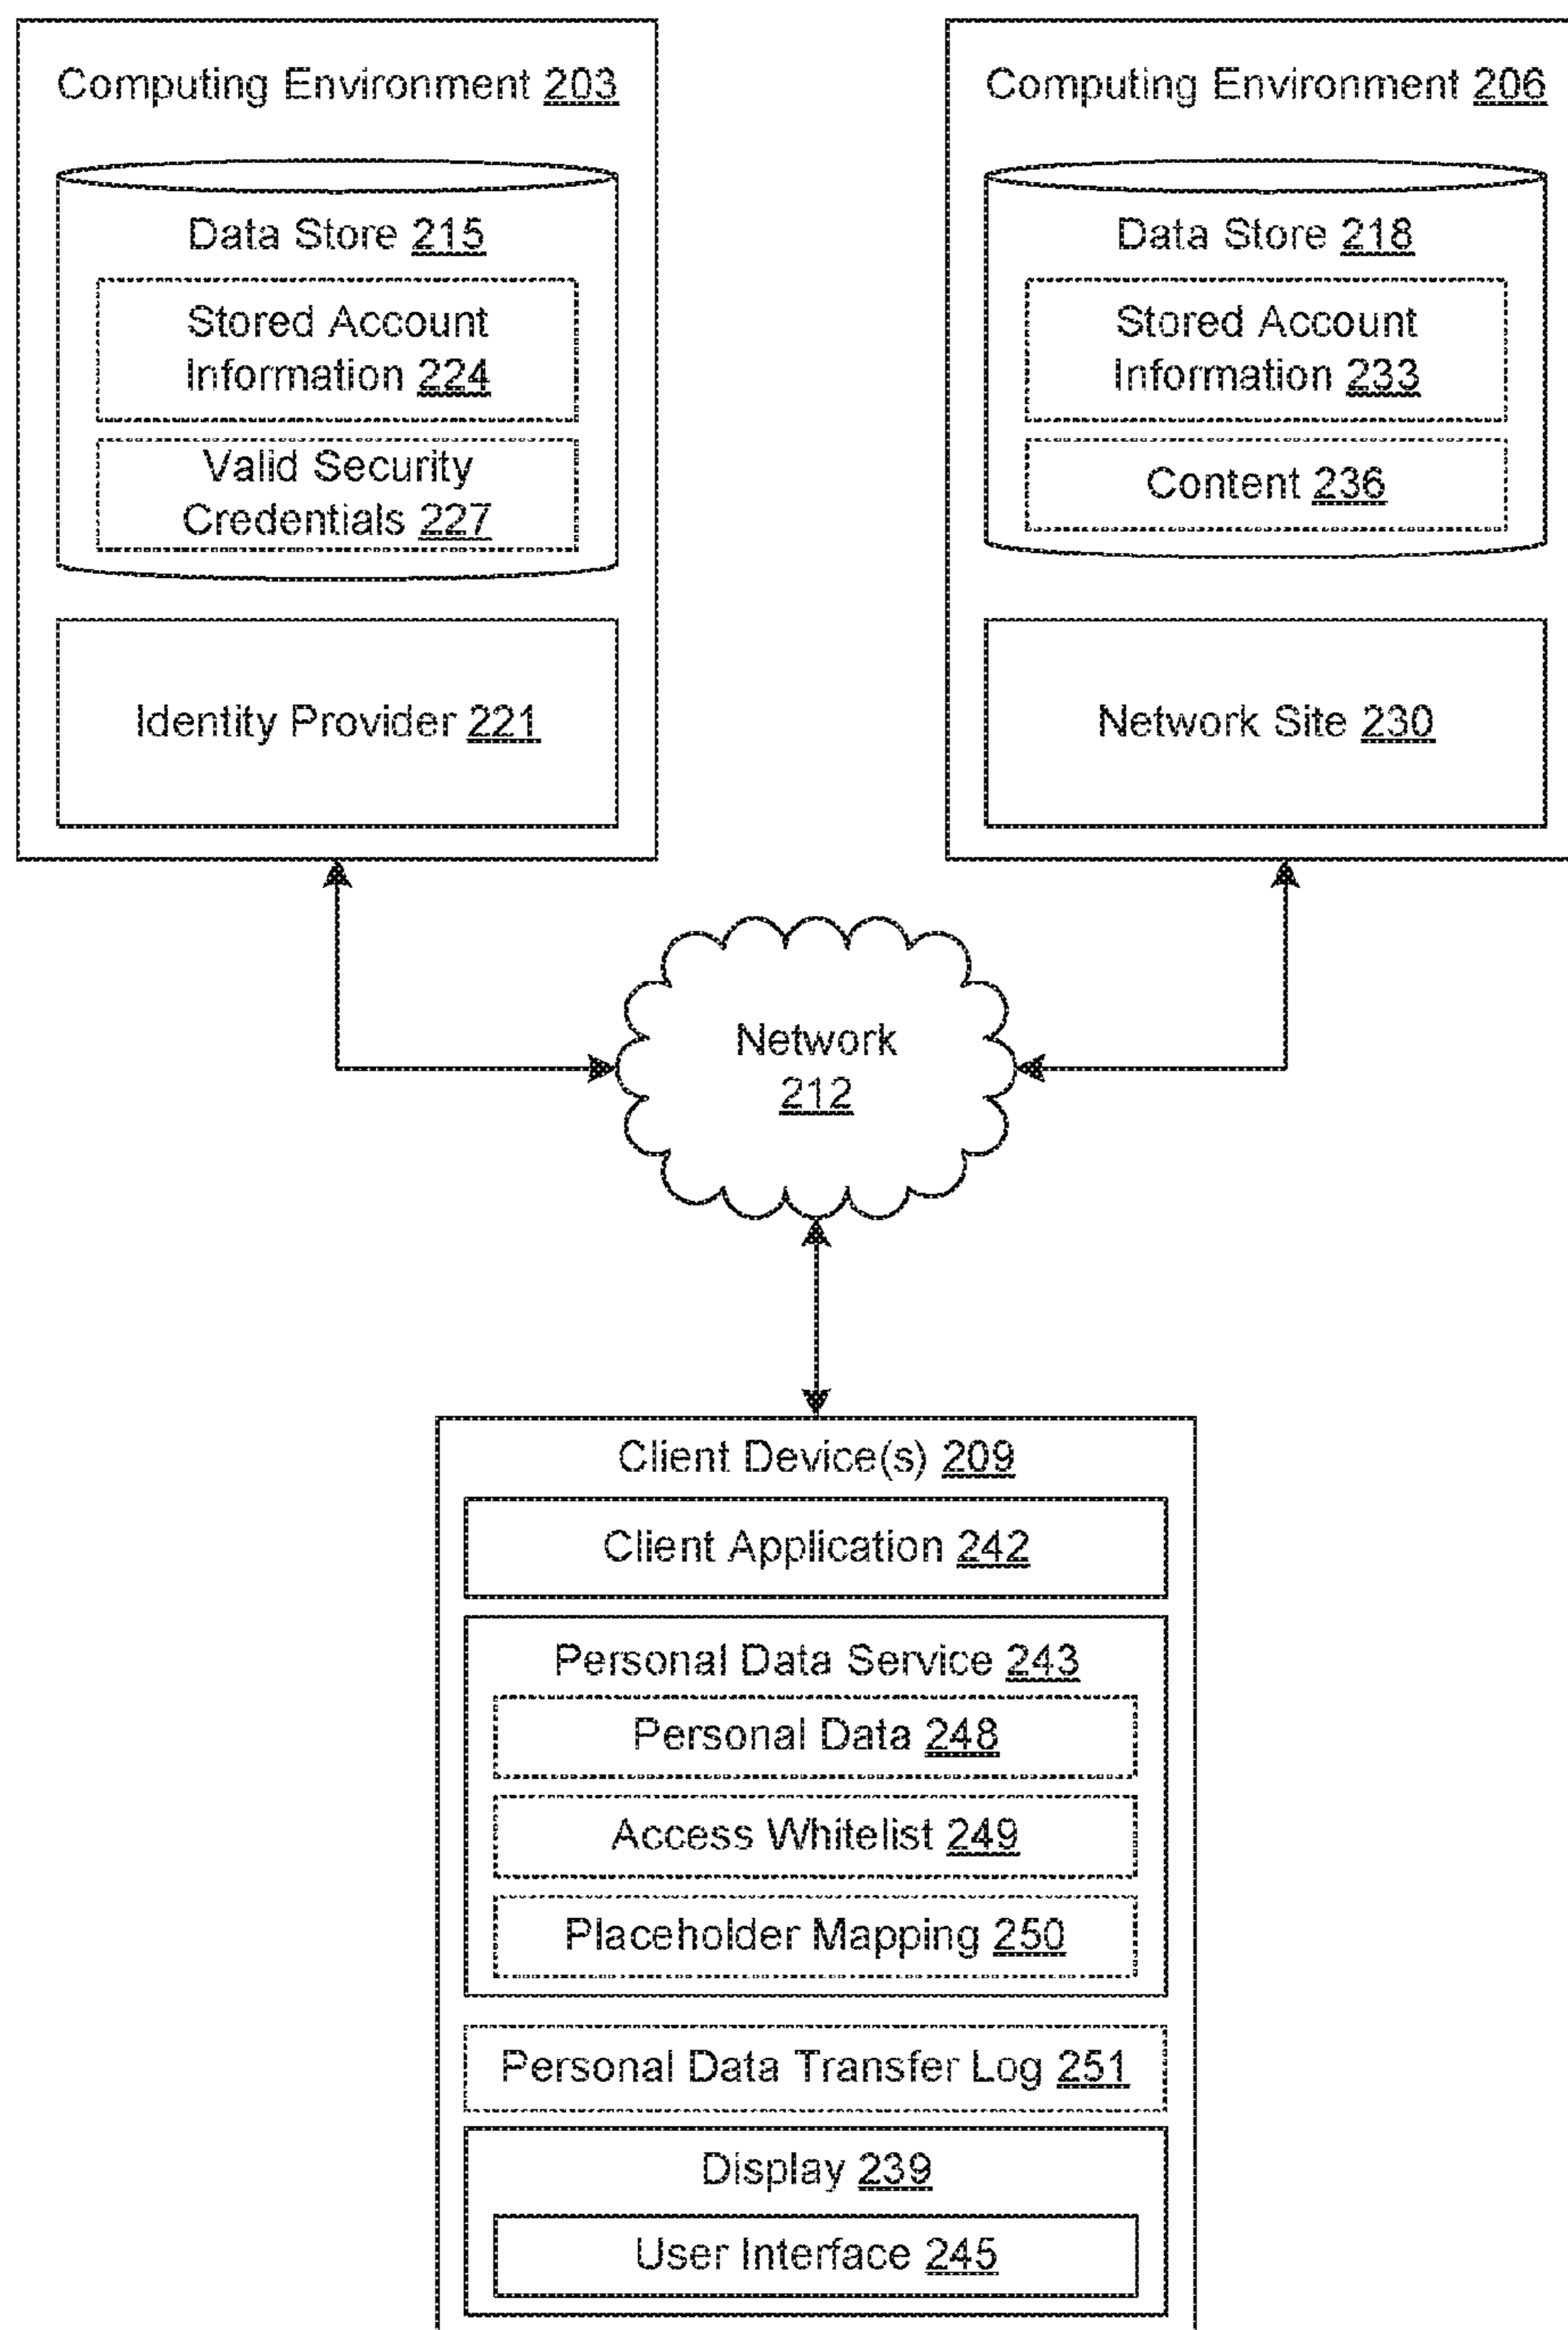 Computing Environment 203
Data Store 215
Stored Account
Information 224
Valid Security
Credentials 227
Identity Provider 221
Computing Environment 206
Data Store 218
Stored Account
Information 233
Content 236
Network Site 230
Network
212
Client Device(s) 209
Client Application 242
Personal Data Service 243
Personal Data 248
Access Whitelist 249
Placeholder Mapping 250
Personal Data Transfer Log 251
Display 239
User Interface 245